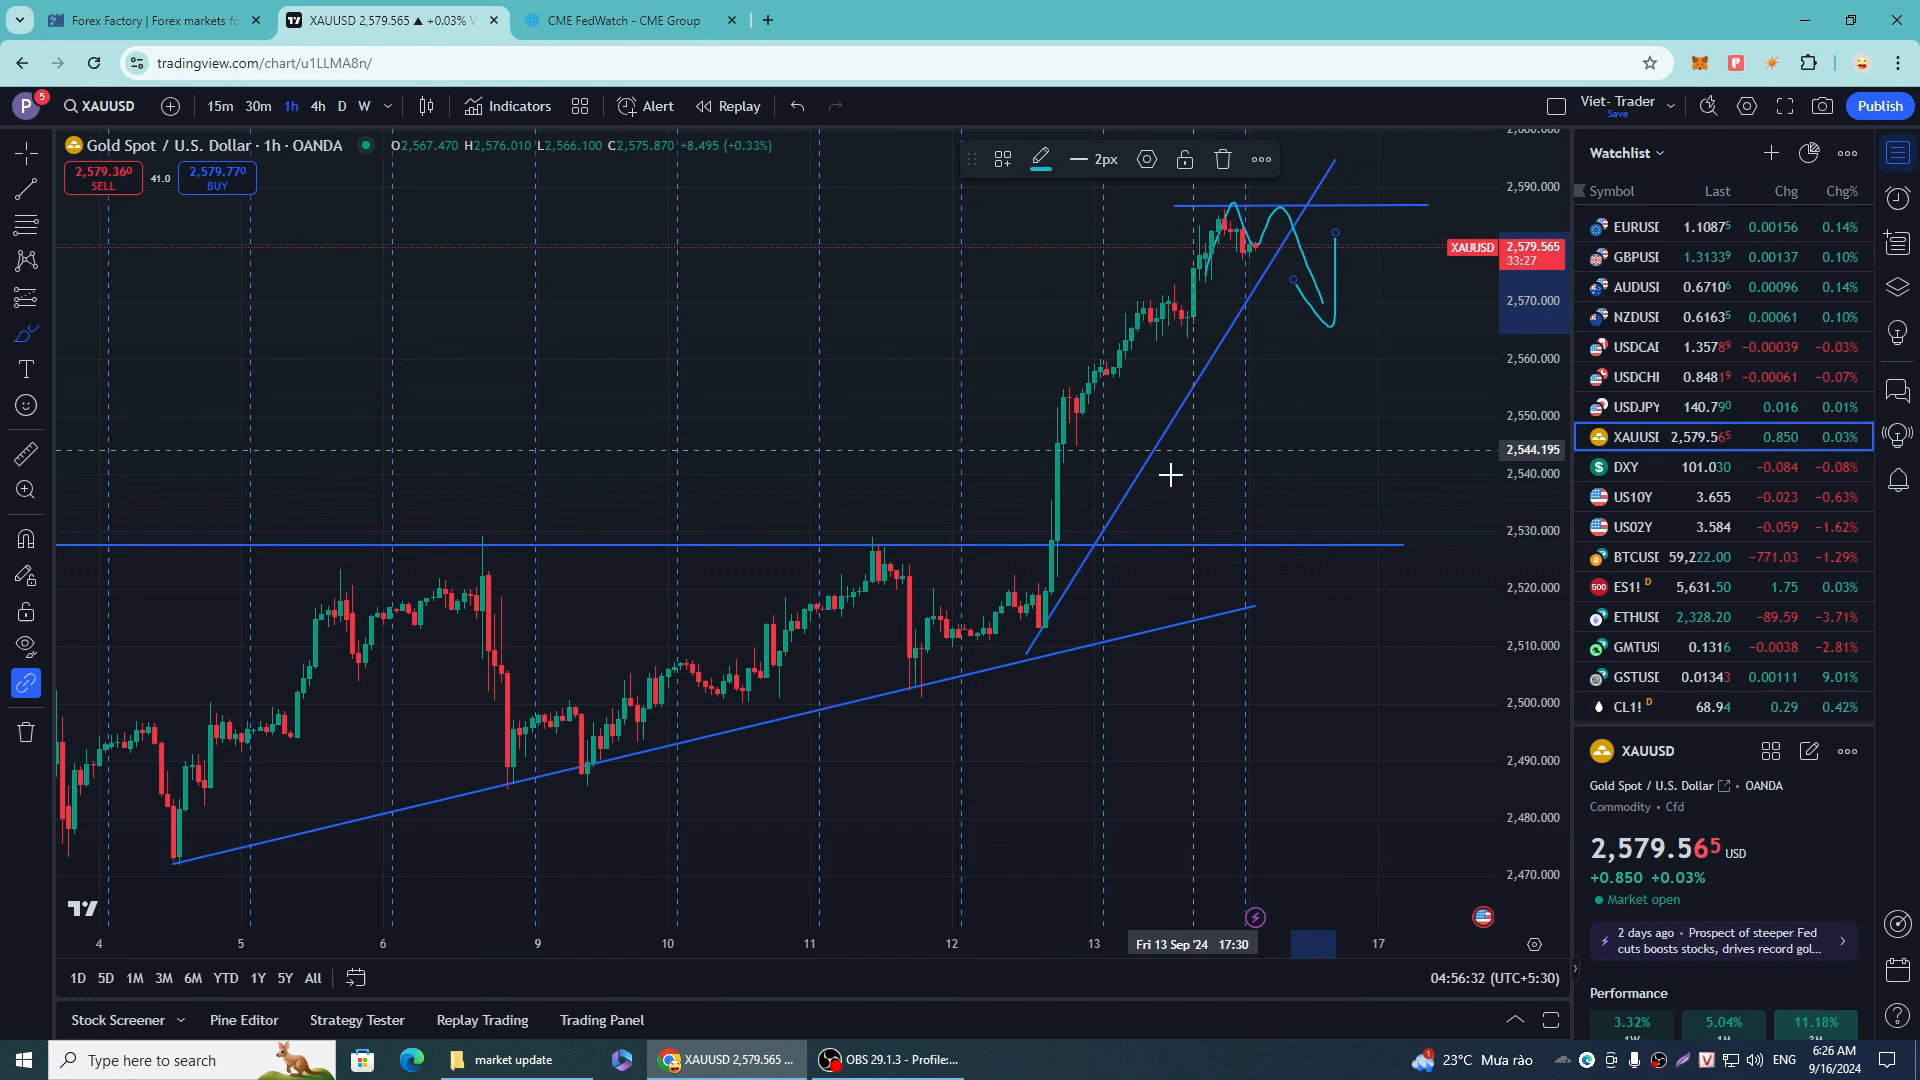 Forex Factory | Forex markets fo
XAUUSD 2,579.565 ▲ +0.03% V
CME FedWatch - CME Group
tradingview.com/chart/u1LLMA8n/
P
5
XAUUSD
15m 30m 1h 4h D W
Indicators
Alert
Replay
Viet- Trader
Save
Publish
Gold Spot / U.S. Dollar · 1h · OANDA
O2,567.470 H2,576.010 L2,566.100 C2,575.870 +8.495 (+0.33%)
2,579.360
SELL
41.0
2,579.770
BUY
2px
2,590.000
XAUUSD 2,579.565
33:27
2,570.000
2,560.000
2,550.000
2,544.195
2,540.000
2,530.000
2,520.000
2,510.000
2,500.000
2,490.000
2,480.000
2,470.000
4 5 6 9 10 11 12 13 Fri 13 Sep '24 17:30 17
1D 5D 1M 3M 6M YTD 1Y 5Y All
04:56:32 (UTC+5:30)
Stock Screener Pine Editor Strategy Tester Replay Trading Trading Panel
Watchlist
Symbol Last Chg Chg%
EURUSD 1.10875 0.00156 0.14%
GBPUSD 1.31339 0.00137 0.10%
AUDUSD 0.67106 0.00096 0.14%
NZDUSD 0.61635 0.00061 0.10%
USDCAD 1.35789 −0.00039 −0.03%
USDCHF 0.84819 −0.00061 −0.07%
USDJPY 140.790 0.016 0.01%
XAUUSD 2,579.565 0.850 0.03%
DXY 101.030 −0.084 −0.08%
US10Y 3.655 −0.023 −0.63%
US02Y 3.584 −0.059 −1.62%
BTCUSD 59,222.00 −771.03 −1.29%
500 ES1! D 5,631.50 1.75 0.03%
ETHUSD 2,328.20 −89.59 −3.71%
GMTUSD 0.1316 −0.0038 −2.81%
GSTUSD 0.01343 0.00111 9.01%
CL1! D 68.94 0.29 0.42%
XAUUSD
Gold Spot / U.S. Dollar • OANDA
Commodity • Cfd
2,579.565 USD
+0.850 +0.03%
Market open
2 days ago • Prospect of steeper Fed
cuts boosts stocks, drives record gol...
Performance
3.32% 5.04% 11.18%
Type here to search
market update
XAUUSD 2,579.565 ...
OBS 29.1.3 - Profile:...
1
23°C Mưa rào
ENG
6:26 AM
9/16/2024